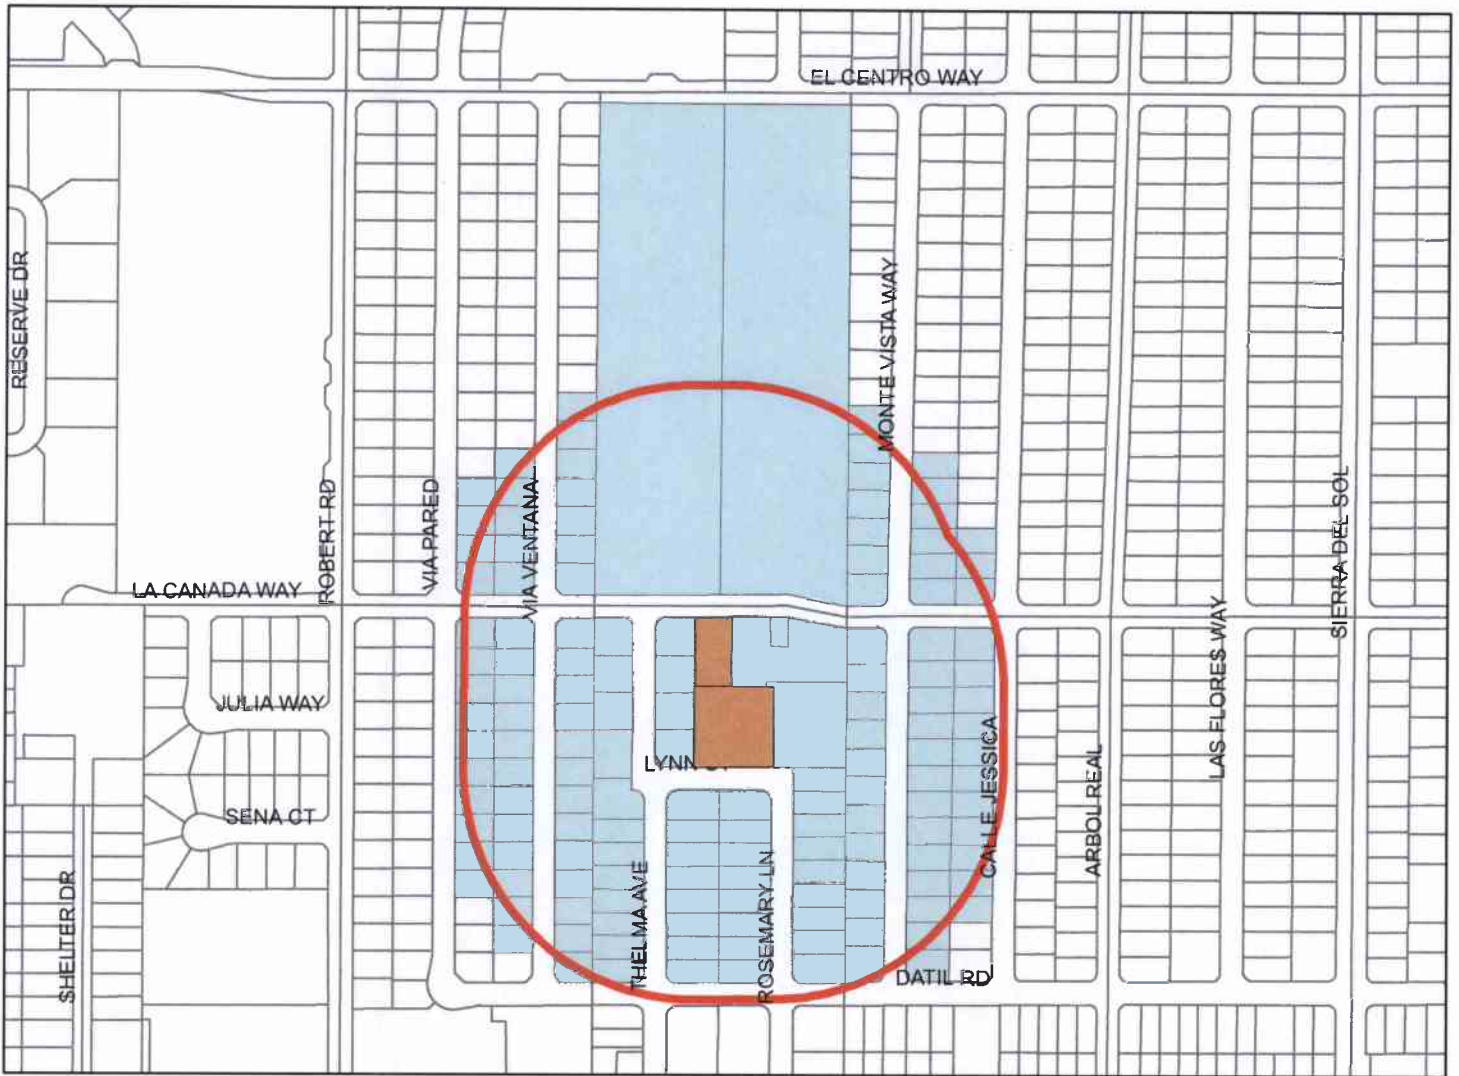 EL CENTRO WAY
RESERVE DR
MONTE VISTA WAY
ROBERT RD
VIA PARED
VIA VENTANA
SIERRA DEL SOL
LA CANADA WAY
LAS FLORES WAY
JULIA WAY
CALLE JESSICA
ARBOL REAL
LYNN CT
SENA CT
SHELTER DR
THELMA AVE
ROSEMARY LN
DATIL RD